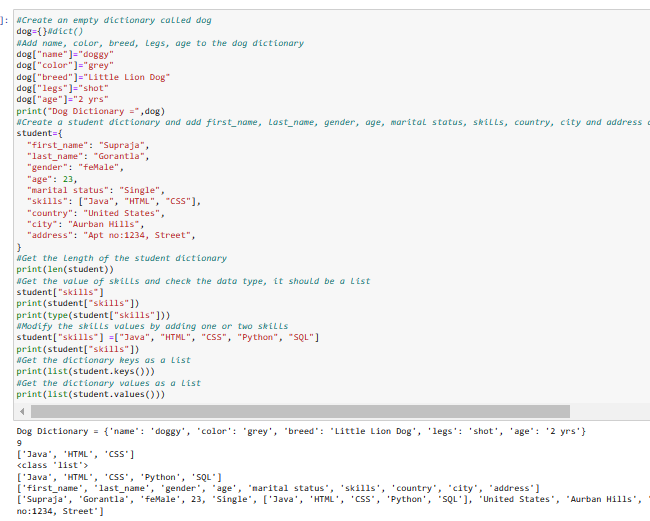 ]: #Create an empty dictionary called dog
dog={}#dict()
#Add name, color, breed, legs, age to the dog dictionary
dog["name"]="doggy"
dog["color"]="grey"
dog["breed"]="Little Lion Dog"
dog["legs"]="shot"
dog["age"]="2 yrs"
print("Dog Dictionary =",dog)
#Create a student dictionary and add first_name, last_name, gender, age, marital status, skills, country, city and address
student={
"first_name": "Supraja",
"last_name": "Gorantla",
"gender": "feMale",
"age": 23,
"marital status": "Single",
"skills": ["Java", "HTML", "CSS"],
"country": "United States",
"city": "Aurban Hills",
"address": "Apt no:1234, Street",
}
#Get the length of the student dictionary
print(len(student))
#Get the value of skills and check the data type, it should be a list
student["skills"]
print(student["skills"])
print(type(student["skills"]))
#Modify the skills values by adding one or two skills
student["skills"] =["Java", "HTML", "CSS", "Python", "SQL"]
print(student["skills"])
#Get the dictionary keys as a list
print(list(student.keys()))
#Get the dictionary values as a list
print(list(student.values()))
Dog Dictionary = {'name': 'doggy', 'color': 'grey', 'breed': 'Little Lion Dog', 'legs': 'shot', 'age': '2 yrs'}
9
['Java', 'HTML', 'CSS']
<class 'list'>
['Java', 'HTML', 'CSS', 'Python', 'SQL']
['first_name', 'last_name', 'gender', 'age', 'marital status', 'skills', 'country', 'city', 'address']
['Supraja', 'Gorantla', 'feMale', 23, 'Single', ['Java', 'HTML', 'CSS', 'Python', 'SQL'], 'United States', 'Aurban Hills', '
no:1234, Street']